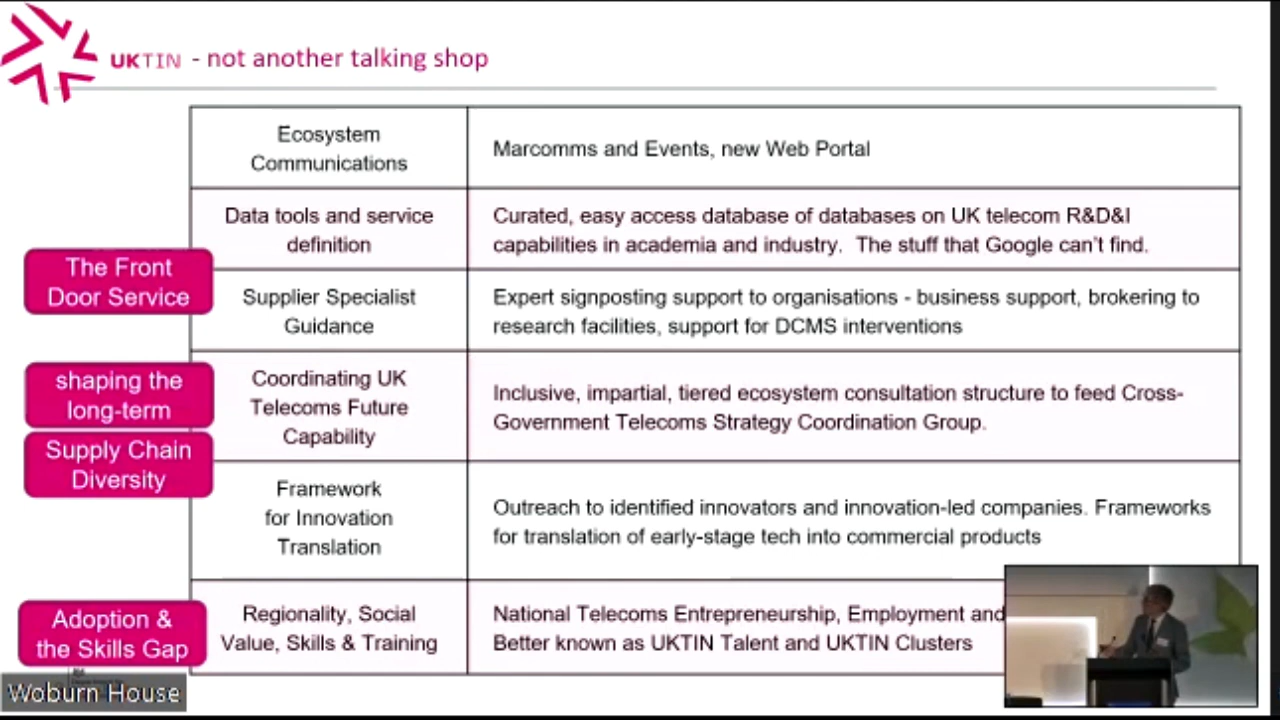 UKTIN - not another talking shop
Ecosystem
Communications
Marcomms and Events, new Web Portal
Data tools and service
definition
Curated, easy access database of databases on UK telecom R&D&I
capabilities in academia and industry.  The stuff that Google can't find.
The Front
Door Service
Supplier Specialist
Guidance
Expert signposting support to organisations - business support, brokering to
research facilities, support for DCMS interventions
shaping the
long-term
Supply Chain
Diversity
Coordinating UK
Telecoms Future
Capability
Inclusive, impartial, tiered ecosystem consultation structure to feed Cross-
Government Telecoms Strategy Coordination Group.
Framework
for Innovation
Translation
Outreach to identified innovators and innovation-led companies. Frameworks
for translation of early-stage tech into commercial products
Adoption &
the Skills Gap
Regionality, Social
Value, Skills & Training
National Telecoms Entrepreneurship, Employment and
Better known as UKTIN Talent and UKTIN Clusters
Woburn House